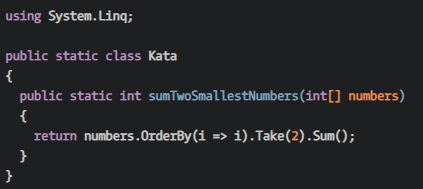 using System.Linq;

public static class Kata
{
  public static int sumTwoSmallestNumbers(int[] numbers)
  {
    return numbers.OrderBy(i => i).Take(2).Sum();
  }
}